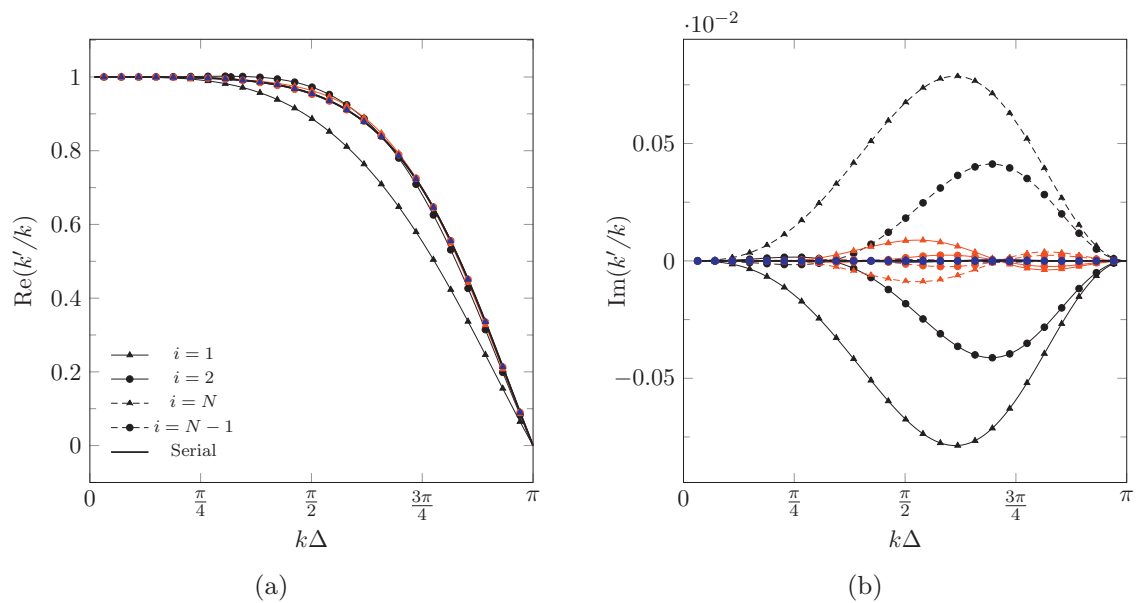 1
0.8
0.6
0.4
0.2
0
0
π/4
π/2
3π/4
π
kΔ
Re(k′/k)
i = 1
i = 2
i = N
i = N − 1
Serial
(a)
·10⁻²
0.05
0
−0.05
0
π/4
π/2
3π/4
π
kΔ
Im(k′/k)
(b)